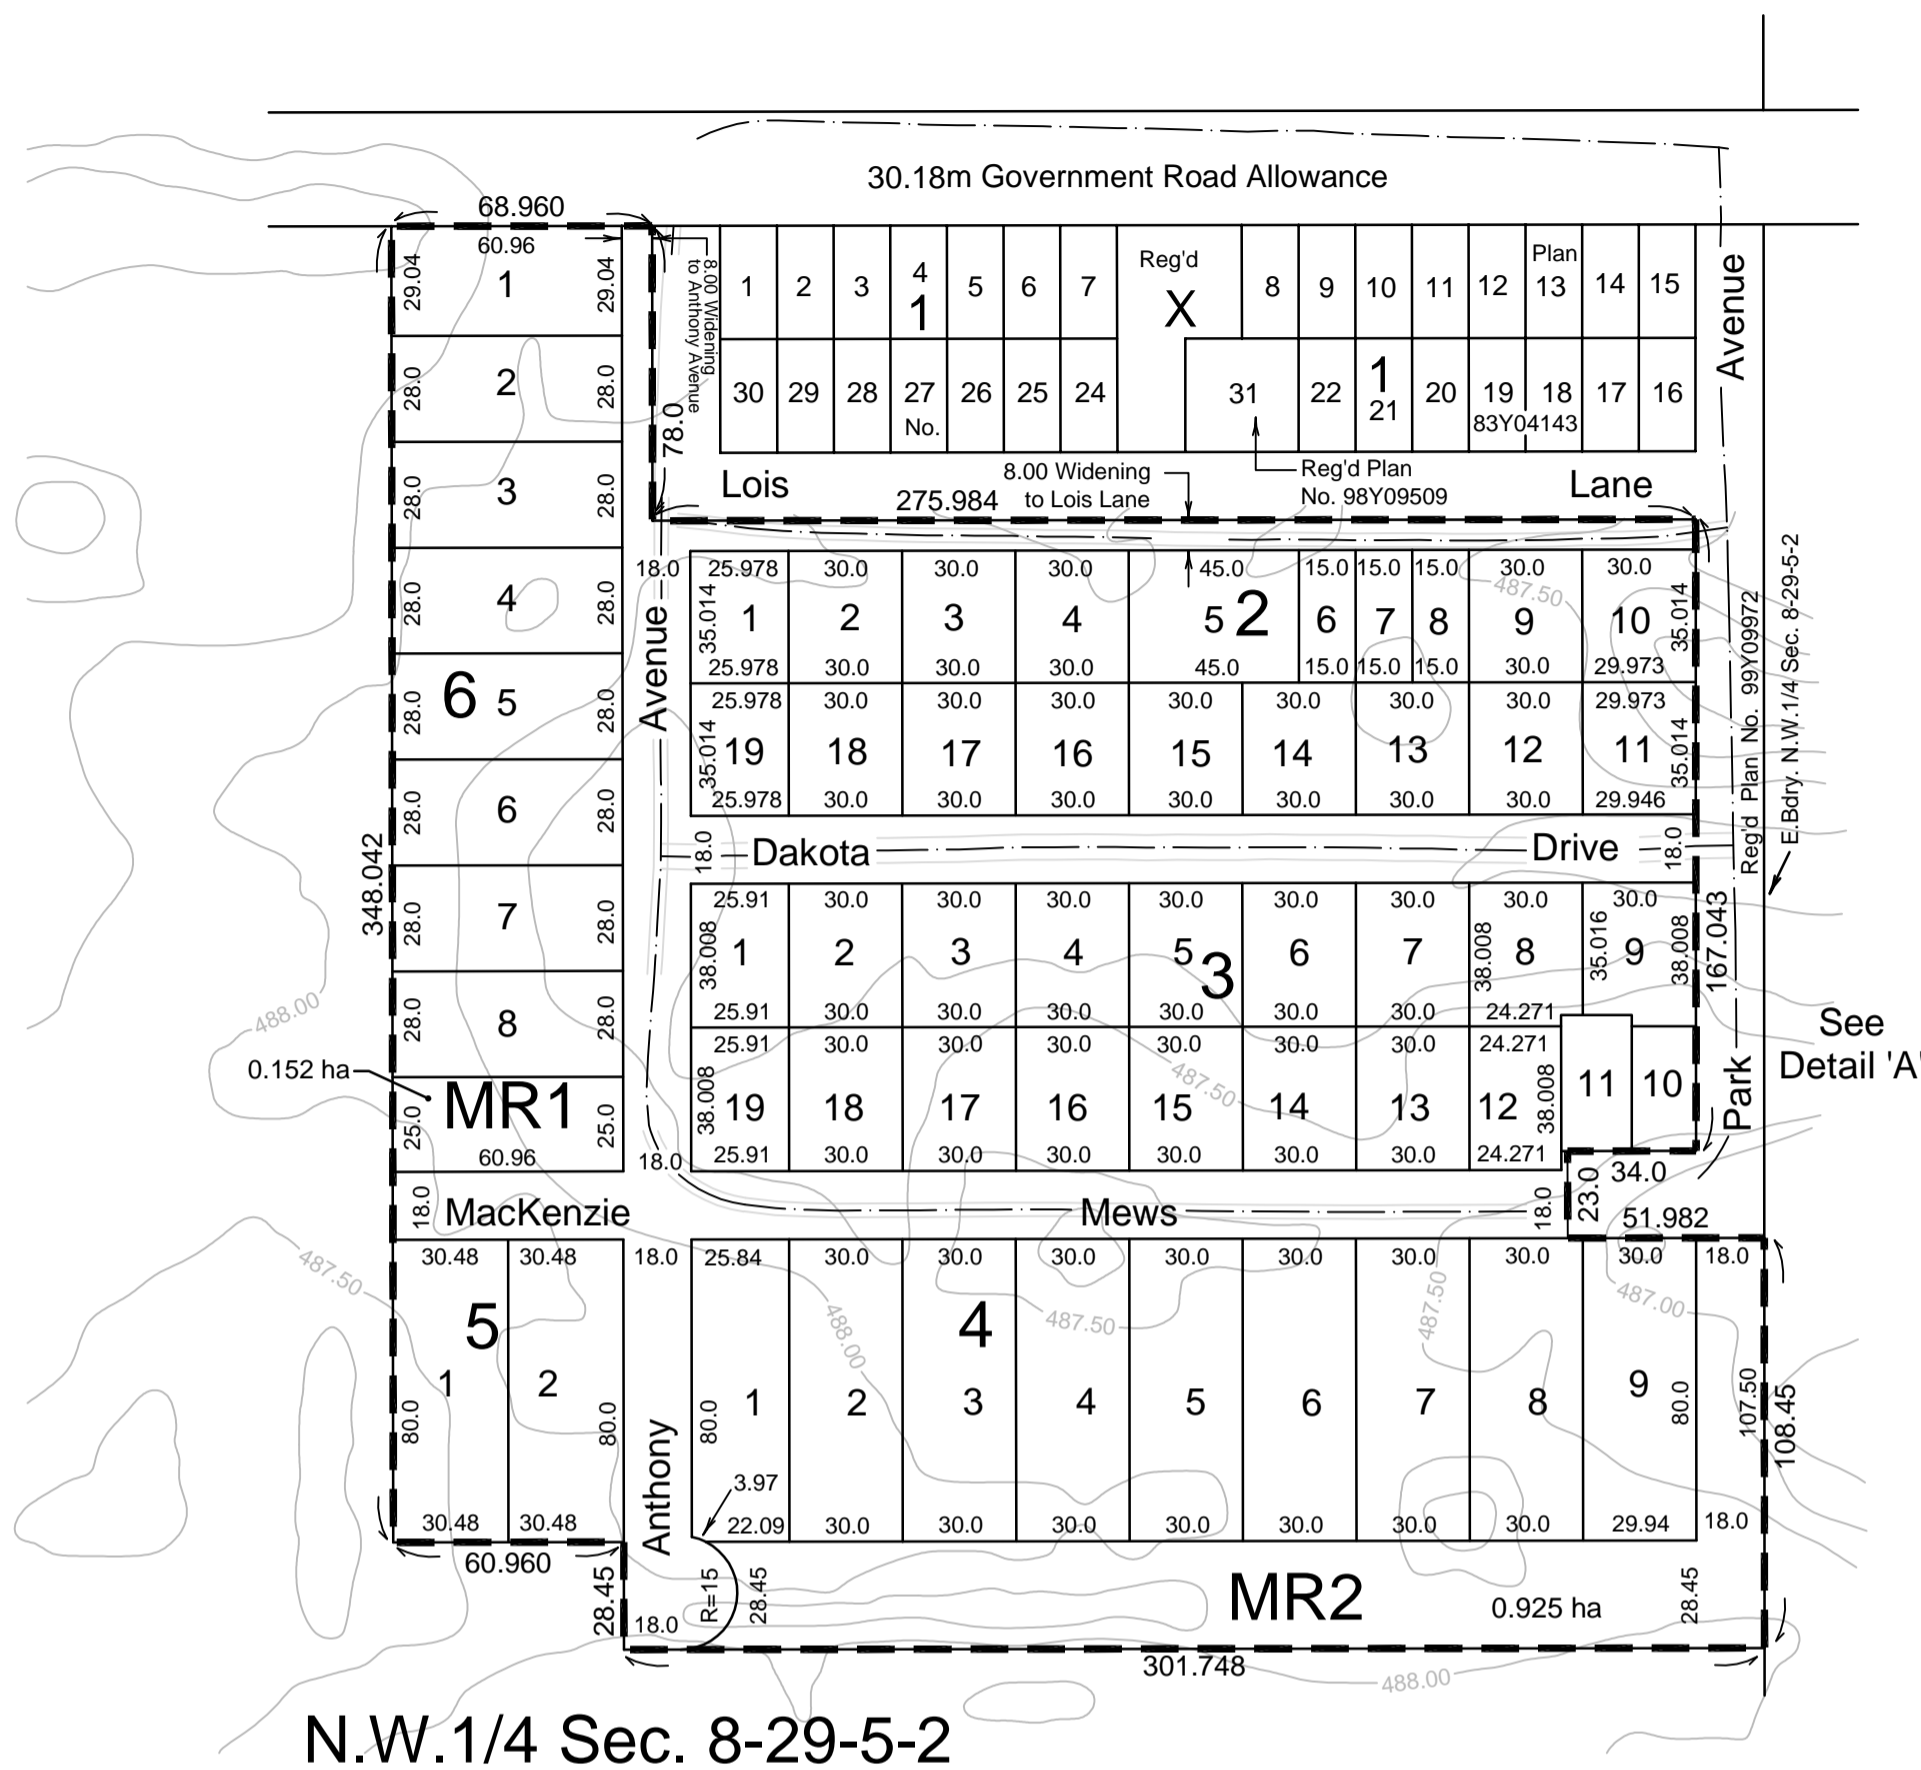 30.18m Government Road Allowance
68.960
60.96
29.04
1
29.04
8.00 Widening
to Anthony Avenue
78.0
1 2 3 4 5 6 7
1
Reg'd
X
8 9 10 11 12
Plan
13 14 15
30 29 28 27 26 25 24
No.
31 22
1
21
20 19 18 17 16
83Y04143
Avenue
Lois
275.984
8.00 Widening
to Lois Lane
Reg'd Plan
No. 98Y09509
Lane
28.0 2 28.0
28.0 3 28.0
28.0 4 28.0
6
28.0 5 28.0
28.0 6 28.0
28.0 7 28.0
28.0 8 28.0
348.042
488.00
0.152 ha
MR1
25.0 25.0
60.96
Avenue
18.0
25.978 30.0 30.0 30.0 45.0 15.0 15.0 15.0 30.0 30.0
487.50
35.014 1 2 3 4 5 2 6 7 8 9 10 35.014
25.978 30.0 30.0 30.0 45.0 15.0 15.0 15.0 30.0 29.973
25.978 30.0 30.0 30.0 30.0 30.0 30.0 30.0 29.973
35.014 19 18 17 16 15 14 13 12 11 35.014
25.978 30.0 30.0 30.0 30.0 30.0 30.0 30.0 29.946
Reg'd Plan No. 99Y09972
E.Bdry. N.W.1/4 Sec. 8-29-5-2
18.0 Dakota Drive 18.0
25.91 30.0 30.0 30.0 30.0 30.0 30.0 30.0 30.0
38.008 1 2 3 4 5 3 6 7 38.008 8 35.016 9 38.008
167.043
25.91 30.0 30.0 30.0 30.0 30.0 30.0 24.271
25.91 30.0 30.0 30.0 30.0 30.0 30.0 24.271
487.50
38.008 19 18 17 16 15 14 13 12 38.008 11 10
25.91 30.0 30.0 30.0 30.0 30.0 30.0 24.271
See
Detail 'A'
Park
34.0
23.0
51.982
18.0
18.0
MacKenzie
Mews
18.0
30.48 30.48 18.0 25.84 30.0 30.0 30.0 30.0 30.0 30.0 30.0 30.0 18.0
487.50
488.00
487.50
487.50
487.00
5
4
1 2
80.0 80.0
80.0 1 2 3 4 5 6 7 8 9 80.0
107.50
108.45
Anthony
3.97
30.48 30.48
22.09 30.0 30.0 30.0 30.0 30.0 30.0 30.0 29.94 18.0
60.960
28.45
18.0
R=15
28.45
MR2
0.925 ha
28.45
301.748
488.00
N.W.1/4 Sec. 8-29-5-2